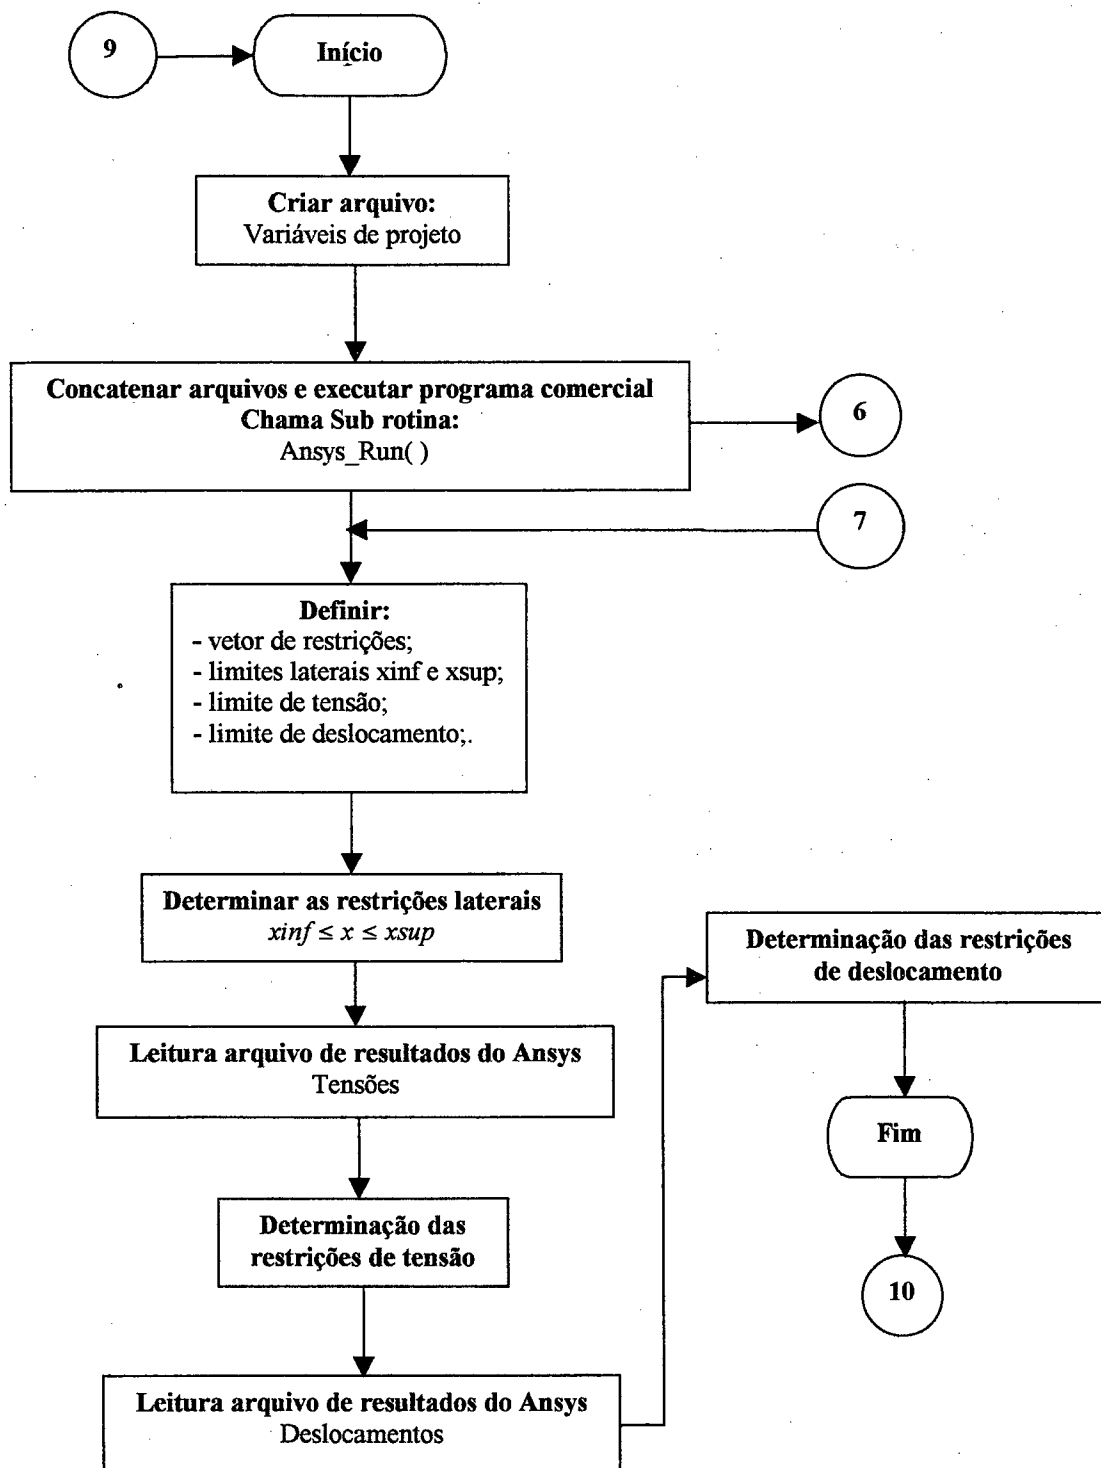 9
Início
Criar arquivo:
Variáveis de projeto
Concatenar arquivos e executar programa comercial
Chama Sub rotina:
Ansys_Run( )
6
7
Definir:
- vetor de restrições;
- limites laterais xinf e xsup;
- limite de tensão;
- limite de deslocamento;.
Determinar as restrições laterais
xinf ≤ x ≤ xsup
Leitura arquivo de resultados do Ansys
Tensões
Determinação das
restrições de tensão
Leitura arquivo de resultados do Ansys
Deslocamentos
Determinação das restrições
de deslocamento
Fim
10